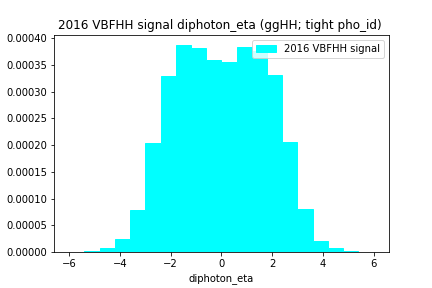 2016 VBFHH signal diphoton_eta (ggHH; tight pho_id)
2016 VBFHH signal
0.00040
0.00035
0.00030
0.00025
0.00020
0.00015
0.00010
0.00005
0.00000
−6 −4 −2 0 2 4 6
diphoton_eta